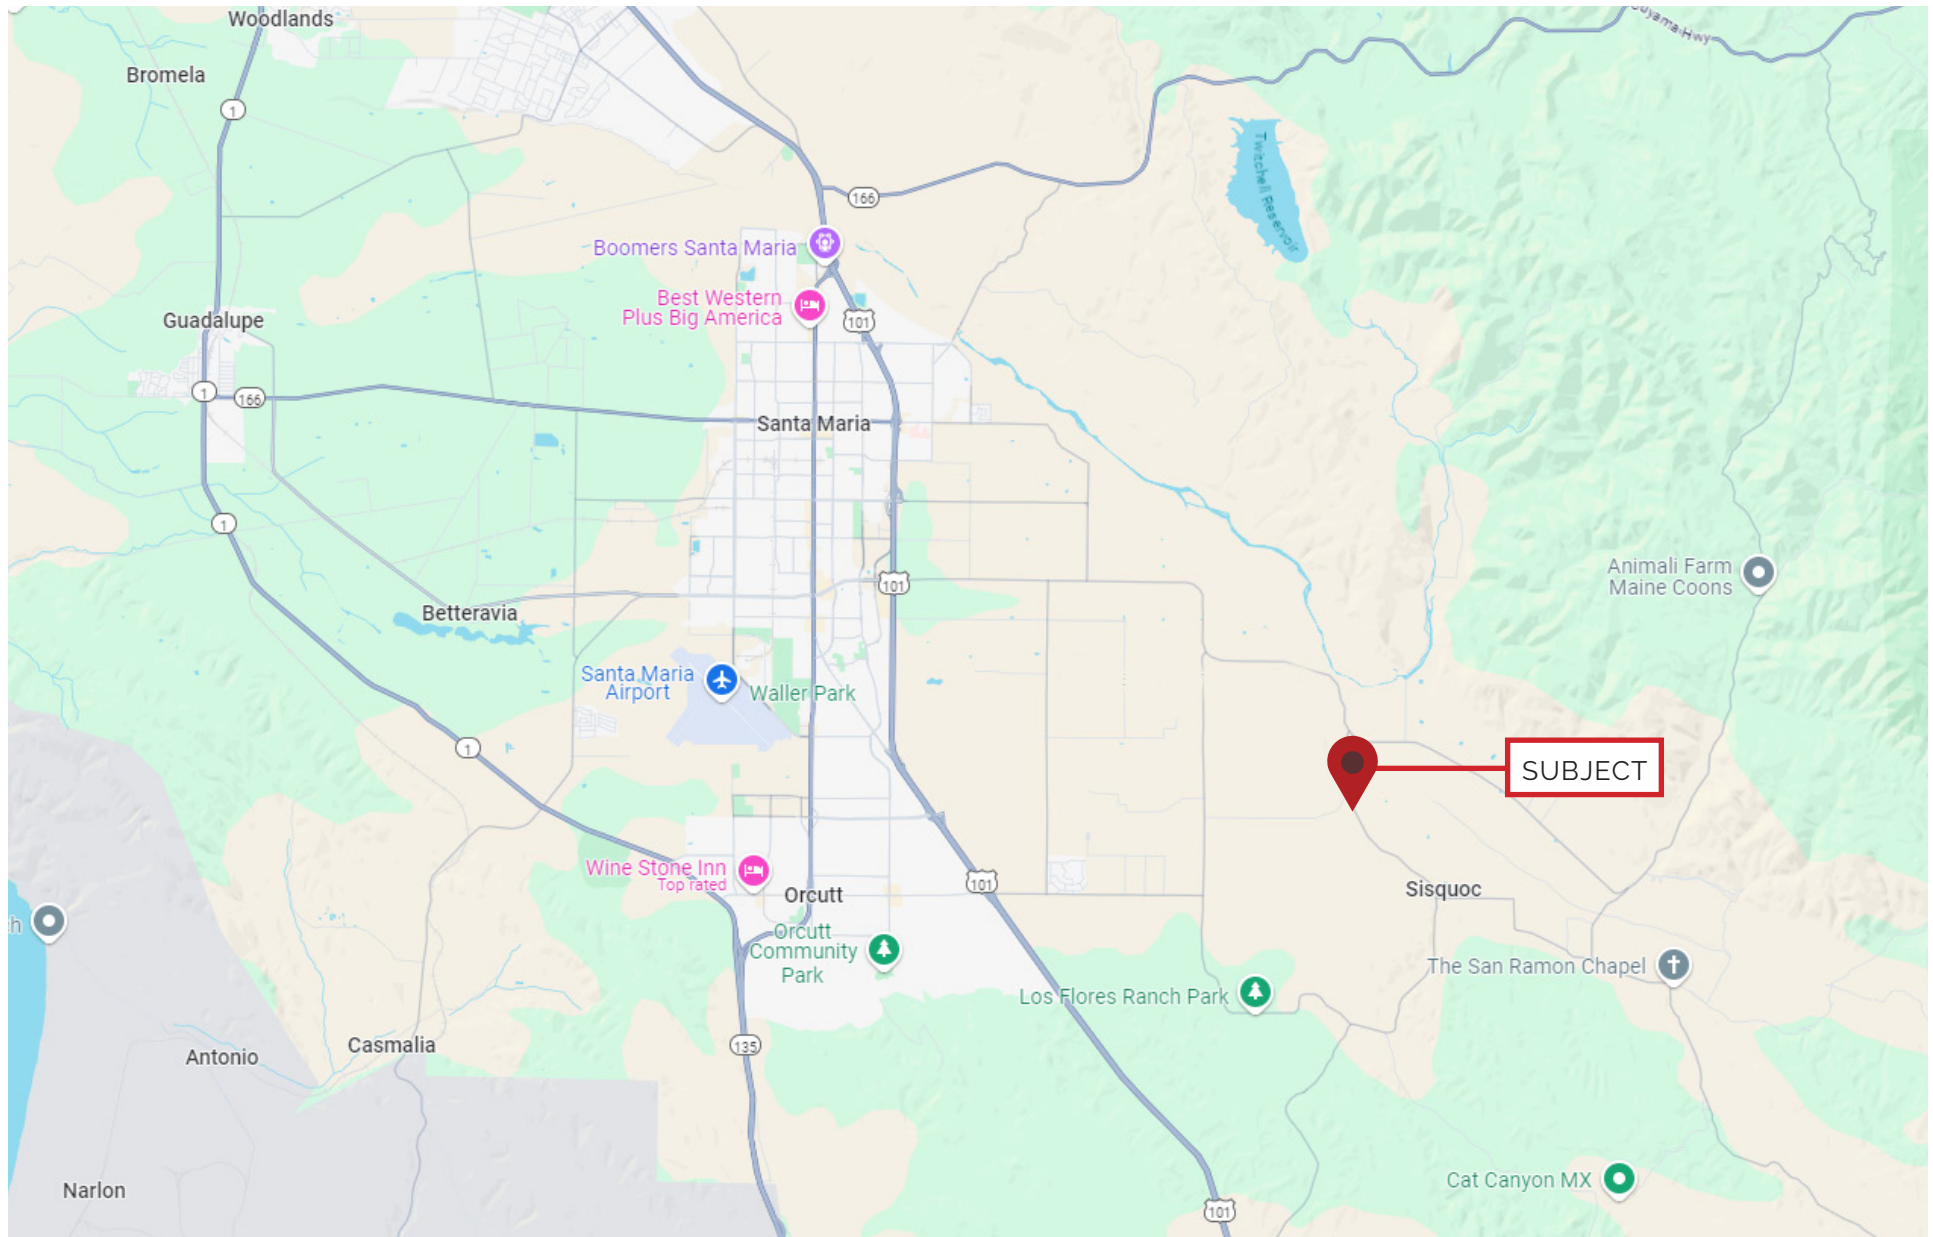 Woodlands
Cuyama Hwy
Bromela
1
Twitchell Reservoir
166
Boomers Santa Maria
Best Western
Plus Big America
101
Guadalupe
1
166
Santa Maria
1
101
Animali Farm
Maine Coons
Betteravia
Santa Maria
Airport
Waller Park
1
SUBJECT
Wine Stone Inn
Top rated
Orcutt
101
Sisquoc
Orcutt
Community
Park
The San Ramon Chapel
Los Flores Ranch Park
135
Casmalia
Antonio
Narlon
Cat Canyon MX
101